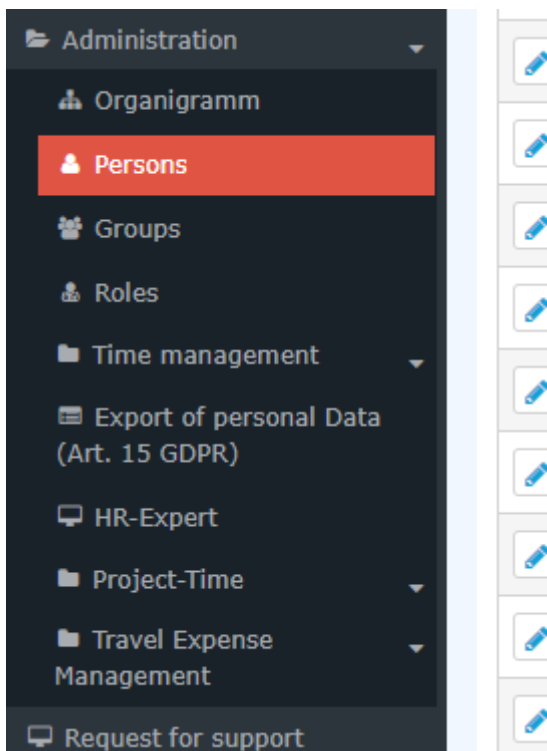 Administration
Organigramm
Persons
Groups
Roles
Time management
Export of personal Data
(Art. 15 GDPR)
HR-Expert
Project-Time
Travel Expense
Management
Request for support